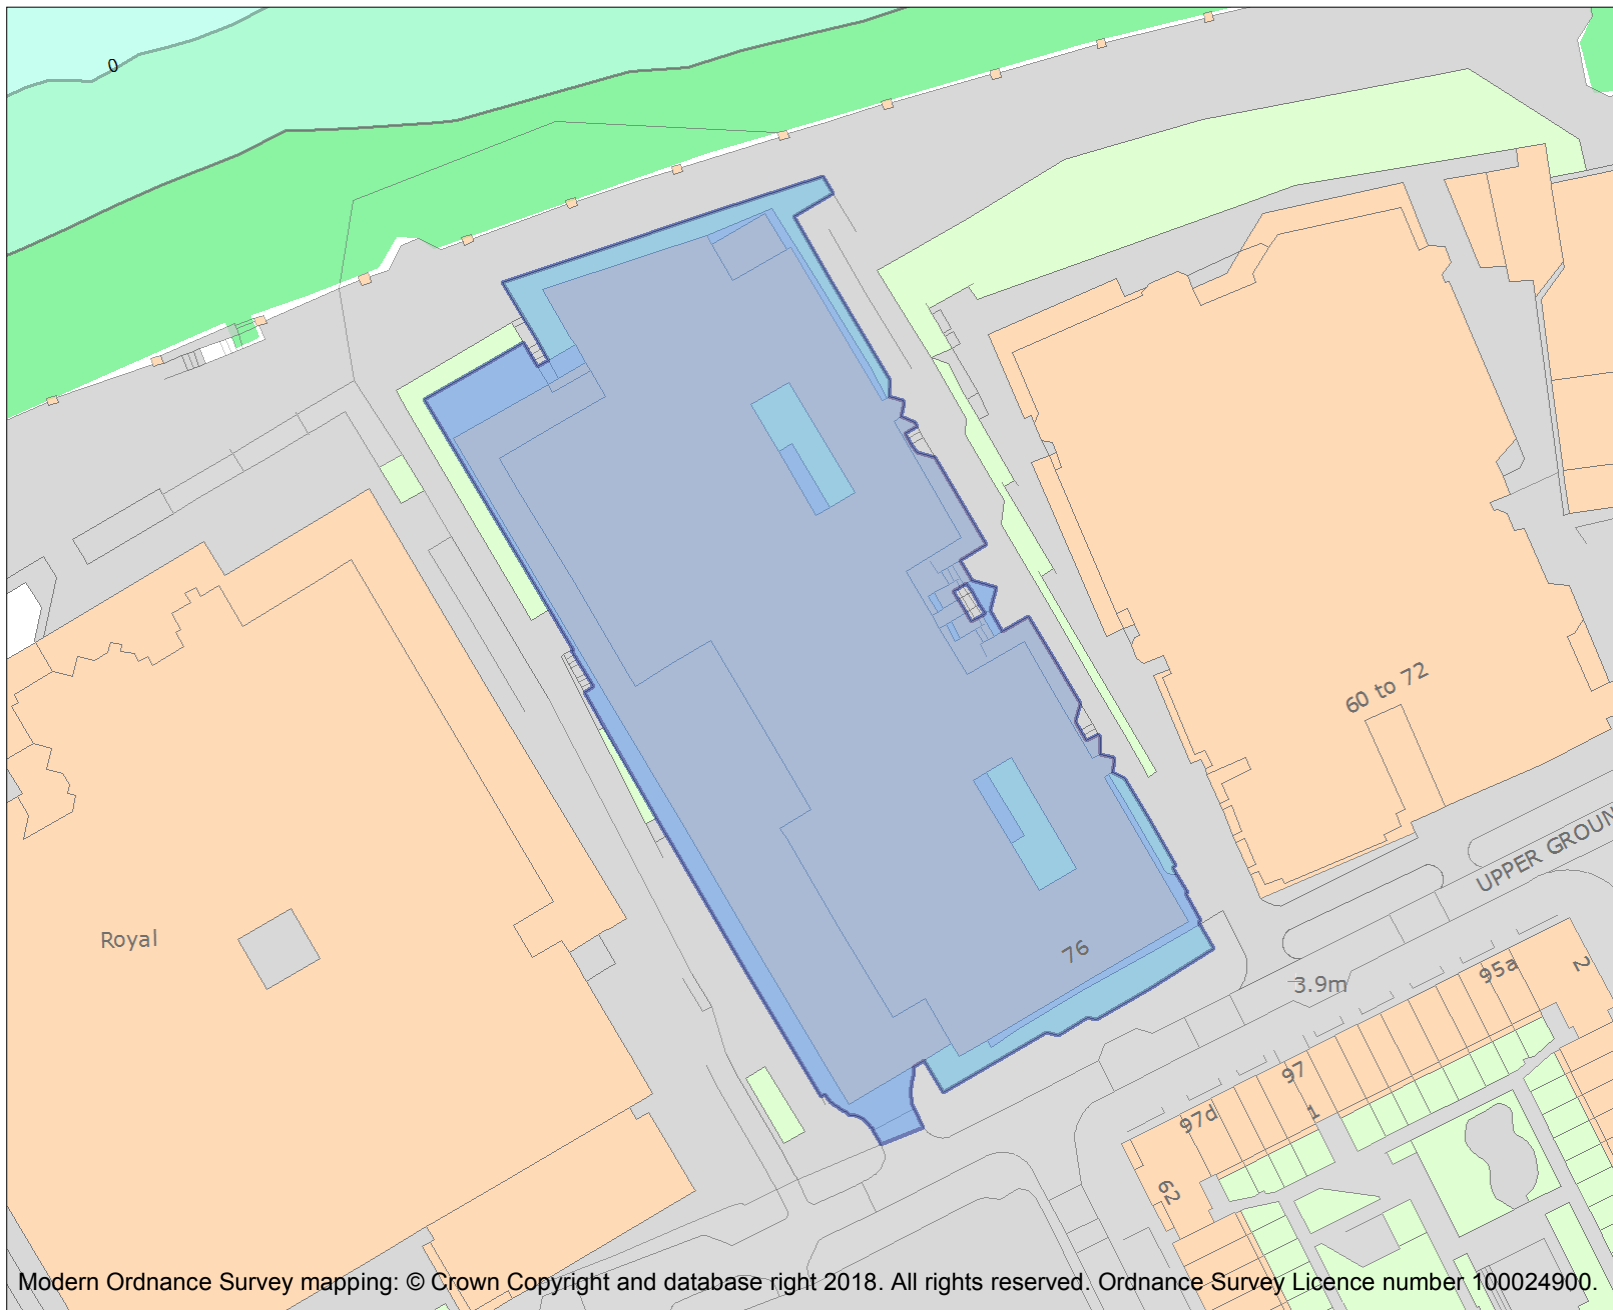 0
60 to 72
UPPER GROUN
Royal
76
3.9m
95a
2
97
1
97d
62
Modern Ordnance Survey mapping: © Crown Copyright and database right 2018. All rights reserved. Ordnance Survey Licence number 100024900.